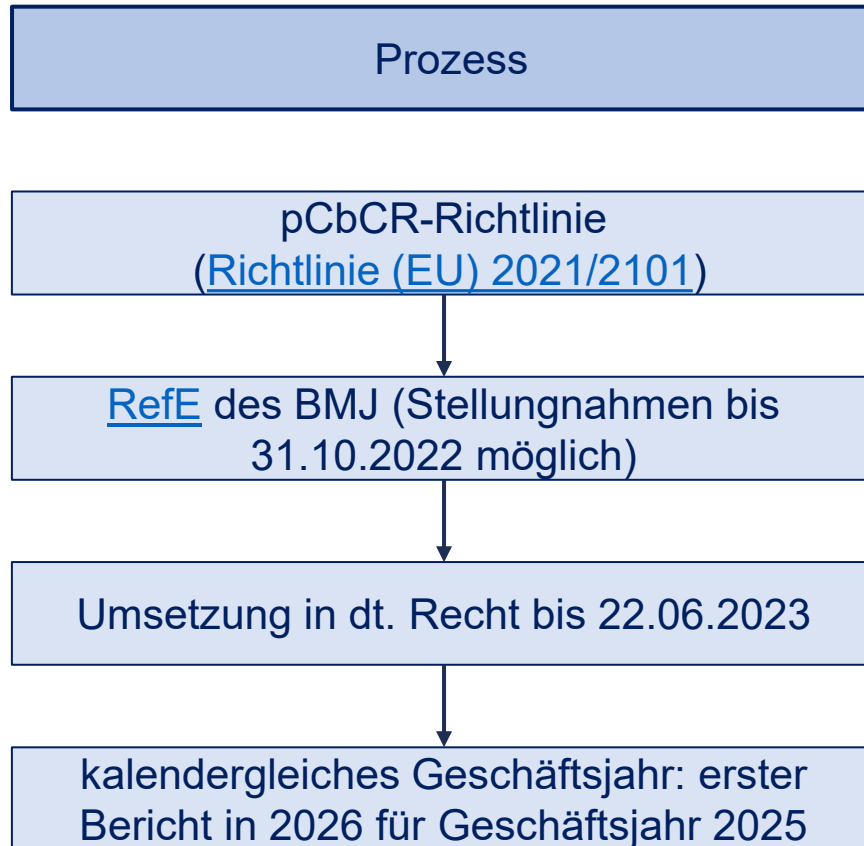 Prozess
pCbCR-Richtlinie
(Richtlinie (EU) 2021/2101)
RefE des BMJ (Stellungnahmen bis
31.10.2022 möglich)
Umsetzung in dt. Recht bis 22.06.2023
kalendergleiches Geschäftsjahr: erster
Bericht in 2026 für Geschäftsjahr 2025